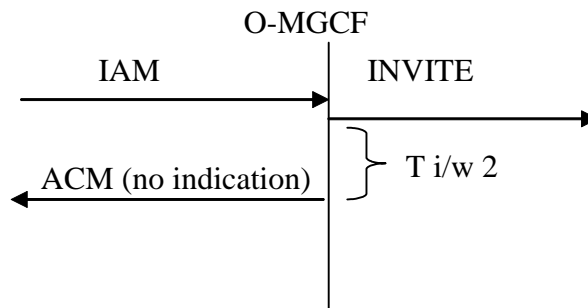 O-MGCF
IAM
INVITE
T i/w 2
ACM (no indication)